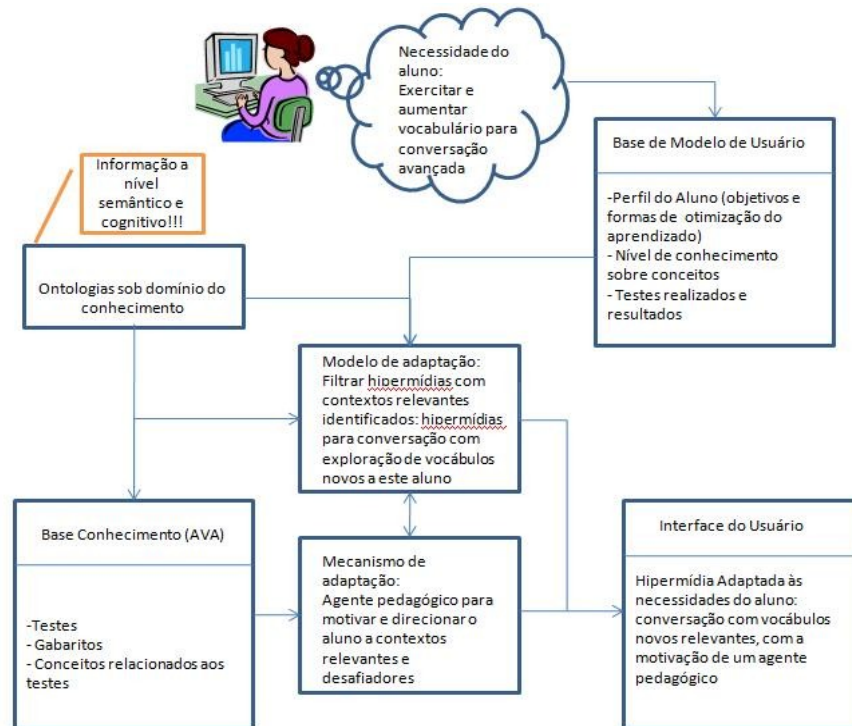 Necessidade do
aluno:
Exercitar e
aumentar
vocabulário para
conversação
avançada
Base de Modelo de Usuário
-Perfil do Aluno (objetivos e
formas de otimização do
aprendizado)
- Nível de conhecimento
sobre conceitos
- Testes realizados e
resultados
Informação a
nível
semântico e
cognitivo!!!
Ontologias sob domínio do
conhecimento
Modelo de adaptação:
Filtrar hipermídias com
contextos relevantes
identificados: hipermídias
para conversação com
exploração de vocábulos
novos a este aluno
Base Conhecimento (AVA)
-Testes
- Gabaritos
- Conceitos relacionados aos
testes
Mecanismo de
adaptação:
Agente pedagógico para
motivar e direcionar o
aluno a contextos
relevantes e
desafiadores
Interface do Usuário
Hipermídia Adaptada às
necessidades do aluno:
conversação com vocábulos
novos relevantes, com a
motivação de um agente
pedagógico